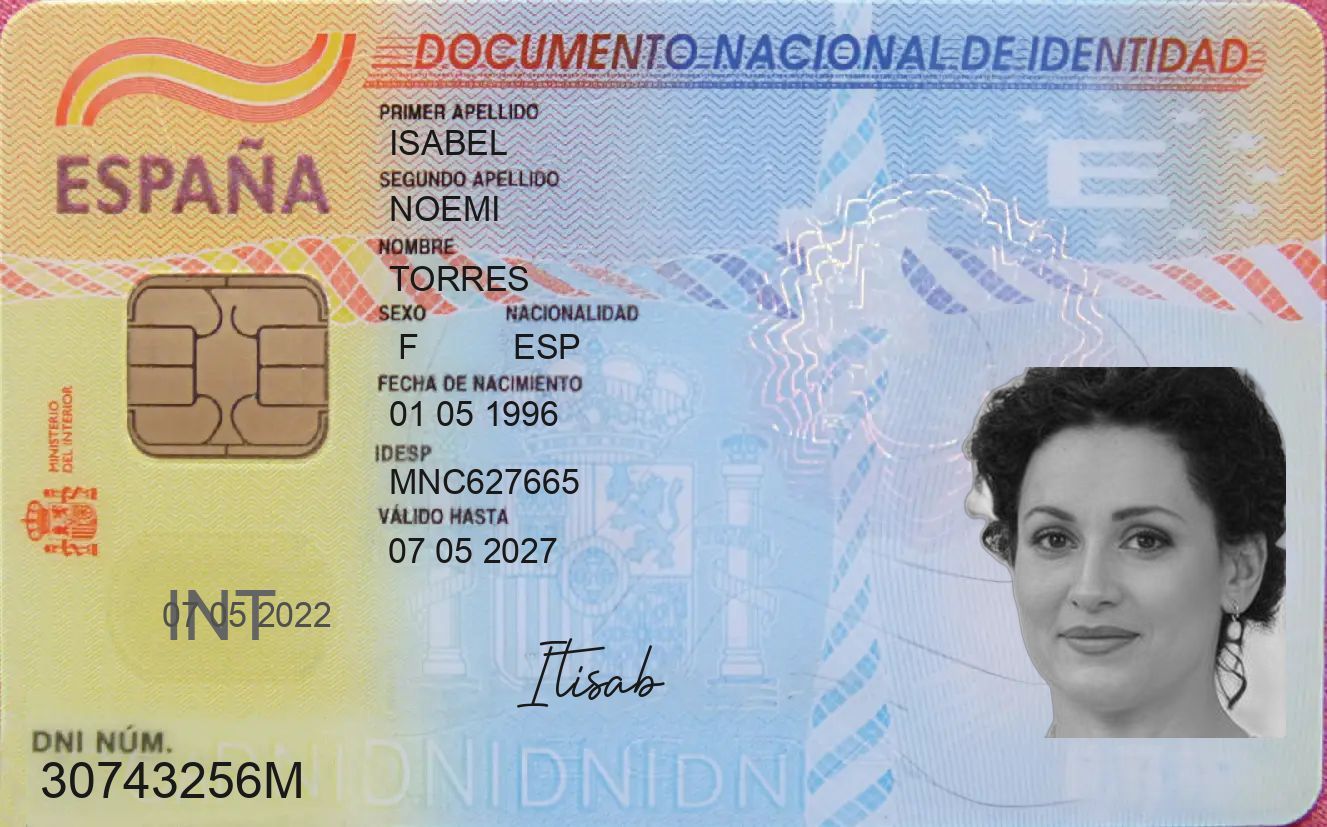 DOCUMENTO NACIONAL DE IDENTIDAD
ESPAÑA
PRIMER APELLIDO
ISABEL
SEGUNDO APELLIDO
NOEMI
NOMBRE
TORRES
SEXO NACIONALIDAD
F ESP
FECHA DE NACIMIENTO
01 05 1996
IDESP
MNC627665
VÁLIDO HASTA
07 05 2027
MINISTERIO
DEL INTERIOR
E
INT
07 05 2022
Itisab
DNI NÚM.
30743256M
DNIDNIDNIDNI